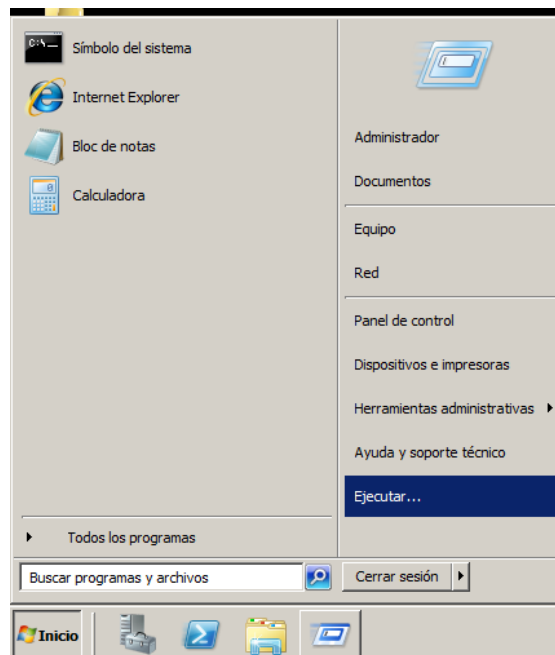 C:\_
Símbolo del sistema
Internet Explorer
Bloc de notas
Calculadora
Todos los programas
Buscar programas y archivos
Administrador
Documentos
Equipo
Red
Panel de control
Dispositivos e impresoras
Herramientas administrativas
Ayuda y soporte técnico
Ejecutar...
Cerrar sesión
Inicio